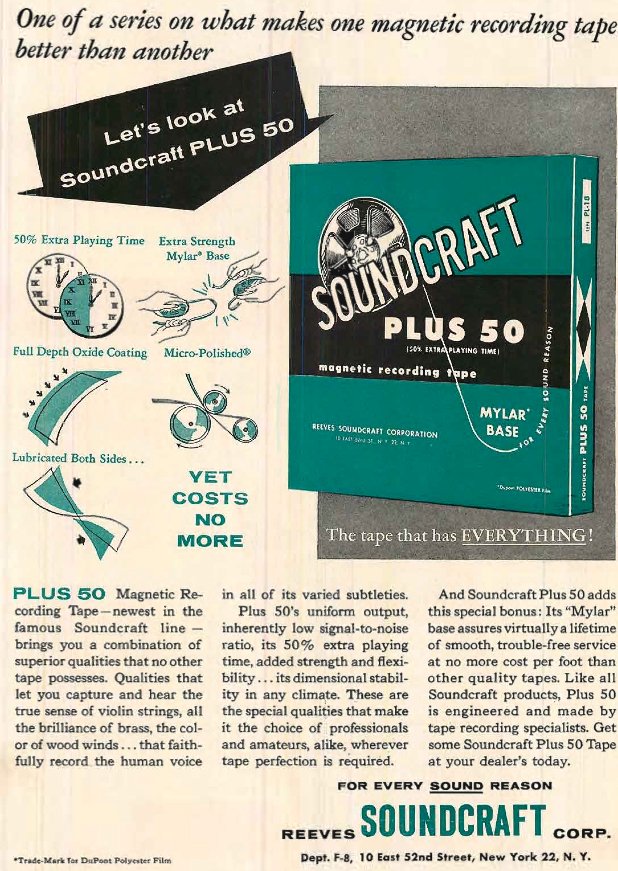 One of a series on what makes one magnetic recording tape
better than another
Let's look at
Soundcraft PLUS 50
50% Extra Playing Time
Extra Strength
Mylar* Base
Full Depth Oxide Coating
Micro-Polished®
Lubricated Both Sides...
YET
COSTS
NO
MORE
SOUNDCRAFT
PLUS 50
(50% EXTRA PLAYING TIME)
magnetic recording tape
MYLAR*
BASE
FOR EVERY SOUND REASON
REEVES SOUNDCRAFT CORPORATION
10 EAST 52ND ST., N. Y. 22, N. Y.
*Dupont POLYESTER Film
PL-18
SOUNDCRAFT PLUS 50 TAPE
The tape that has EVERYTHING!
PLUS 50 Magnetic Re-
cording Tape—newest in the
famous Soundcraft line —
brings you a combination of
superior qualities that no other
tape possesses. Qualities that
let you capture and hear the
true sense of violin strings, all
the brilliance of brass, the col-
or of wood winds...that faith-
fully record the human voice
in all of its varied subtleties.
Plus 50's uniform output,
inherently low signal-to-noise
ratio, its 50% extra playing
time, added strength and flexi-
bility...its dimensional stabil-
ity in any climate. These are
the special qualities that make
it the choice of professionals
and amateurs, alike, wherever
tape perfection is required.
And Soundcraft Plus 50 adds
this special bonus: Its "Mylar"
base assures virtually a lifetime
of smooth, trouble-free service
at no more cost per foot than
other quality tapes. Like all
Soundcraft products, Plus 50
is engineered and made by
tape recording specialists. Get
some Soundcraft Plus 50 Tape
at your dealer's today.
FOR EVERY SOUND REASON
REEVES SOUNDCRAFT CORP.
*Trade-Mark for DuPont Polyester Film
Dept. F-8, 10 East 52nd Street, New York 22, N. Y.